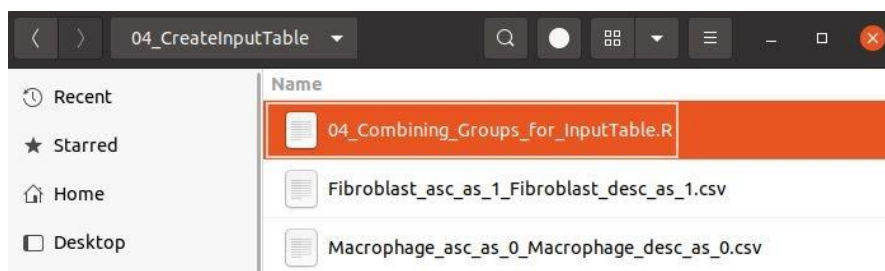 04_CreateInputTable
Name
Recent
04_Combining_Groups_for_InputTable.R
Starred
Fibroblast_asc_as_1_Fibroblast_desc_as_1.csv
Home
Desktop
Macrophage_asc_as_0_Macrophage_desc_as_0.csv